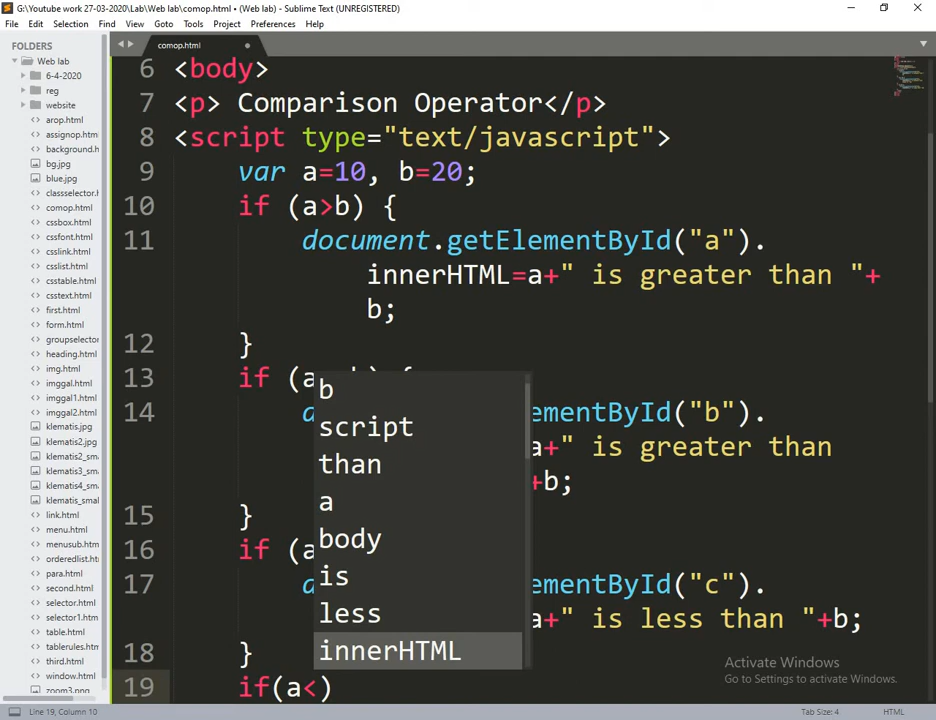 G:\Youtube work 27-03-2020\Lab\Web lab\comop.html • (Web lab) - Sublime Text (UNREGISTERED)
File Edit Selection Find View Goto Tools Project Preferences Help
FOLDERS
Web lab
6-4-2020
reg
website
arop.html
assignop.html
background.h
bg.jpg
blue.jpg
classselector.h
comop.html
cssbox.html
cssfont.html
csslink.html
csslist.html
csstable.html
csstext.html
first.html
form.html
groupselector
heading.html
img.html
imggal.html
imggal1.html
imggal2.html
klematis.jpg
klematis2.jpg
klematis2_sm
klematis3_sm
klematis4_sm
klematis_smal
link.html
menu.html
menusub.html
orderedlist.ht
para.html
second.html
selector.html
selector1.html
table.html
tablerules.htm
third.html
window.html
zoom3.png
comop.html
6 <body>
7 <p> Comparison Operator</p>
8 <script type="text/javascript">
9 var a=10, b=20;
10 if (a>b) {
11 document.getElementById("a").
innerHTML=a+" is greater than "+
b;
12 }
13 if (a
14 ementById("b").
a+" is greater than
+b;
15 }
16 if (a
17 ementById("c").
a+" is less than "+b;
18 }
19 if(a<)
b
script
than
a
body
is
less
innerHTML
Activate Windows
Go to Settings to activate Windows.
Line 19, Column 10 Tab Size: 4 HTML